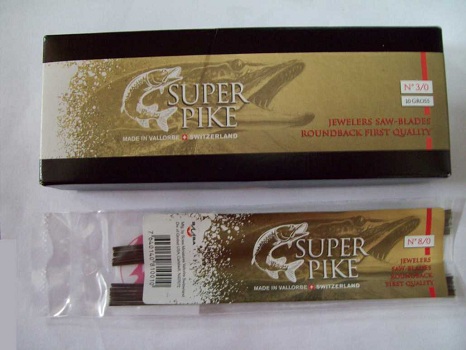 SUPER
PIKE
MADE IN VALLORBE SWITZERLAND
N° 3/0
10 GROSS
JEWELERS SAW-BLADES
ROUNDBACK FIRST QUALITY
SUPER
PIKE
MADE IN VALLORBE SWITZERLAND
N° 8/0
JEWELERS
SAW-BLADES
ROUNDBACK
FIRST QUALITY